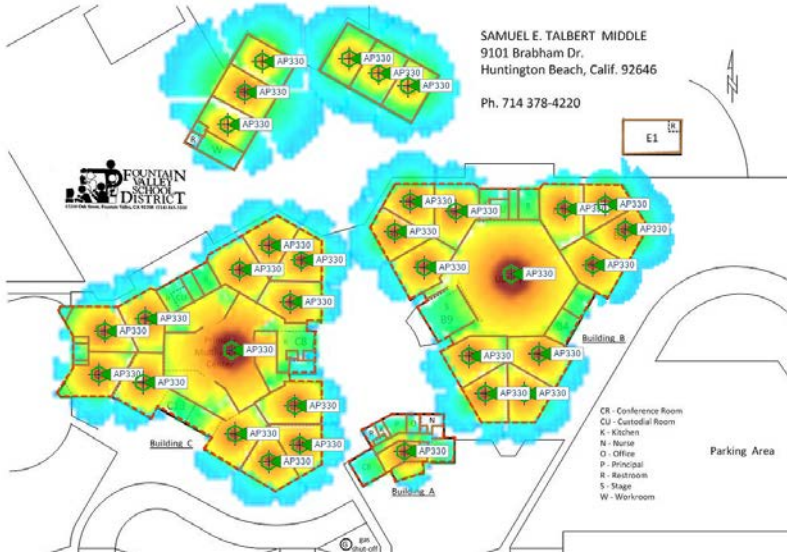 SAMUEL E. TALBERT MIDDLE
9101 Brabham Dr.
Huntington Beach, Calif. 92646
Ph. 714 378-4220
N
AP330
AP330
AP330
AP330
AP330
AP330
W
R
E1
R
FOUNTAIN
VALLEY
SCHOOL
DISTRICT
AP330
AP330
AP330
AP330
AP330
AP330
AP330
AP330
B9
Building B
AP330
AP330
AP330
AP330
AP330
AP330
AP330
AP330
AP330
AP330
K
C8
AP330
AP330
AP330
AP330
AP330
AP330
AP330
Building C
N
AP330
Building A
CR - Conference Room
CU - Custodial Room
K - Kitchen
N - Nurse
O - Office
P - Principal
R - Restroom
S - Stage
W - Workroom
Parking Area
G
gas
shut-off